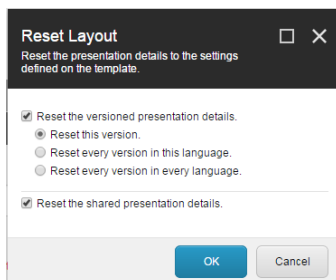 Reset Layout
Reset the presentation details to the settings
defined on the template.
Reset the versioned presentation details.
Reset this version.
Reset every version in this language.
Reset every version in every language.
Reset the shared presentation details.
OK
Cancel